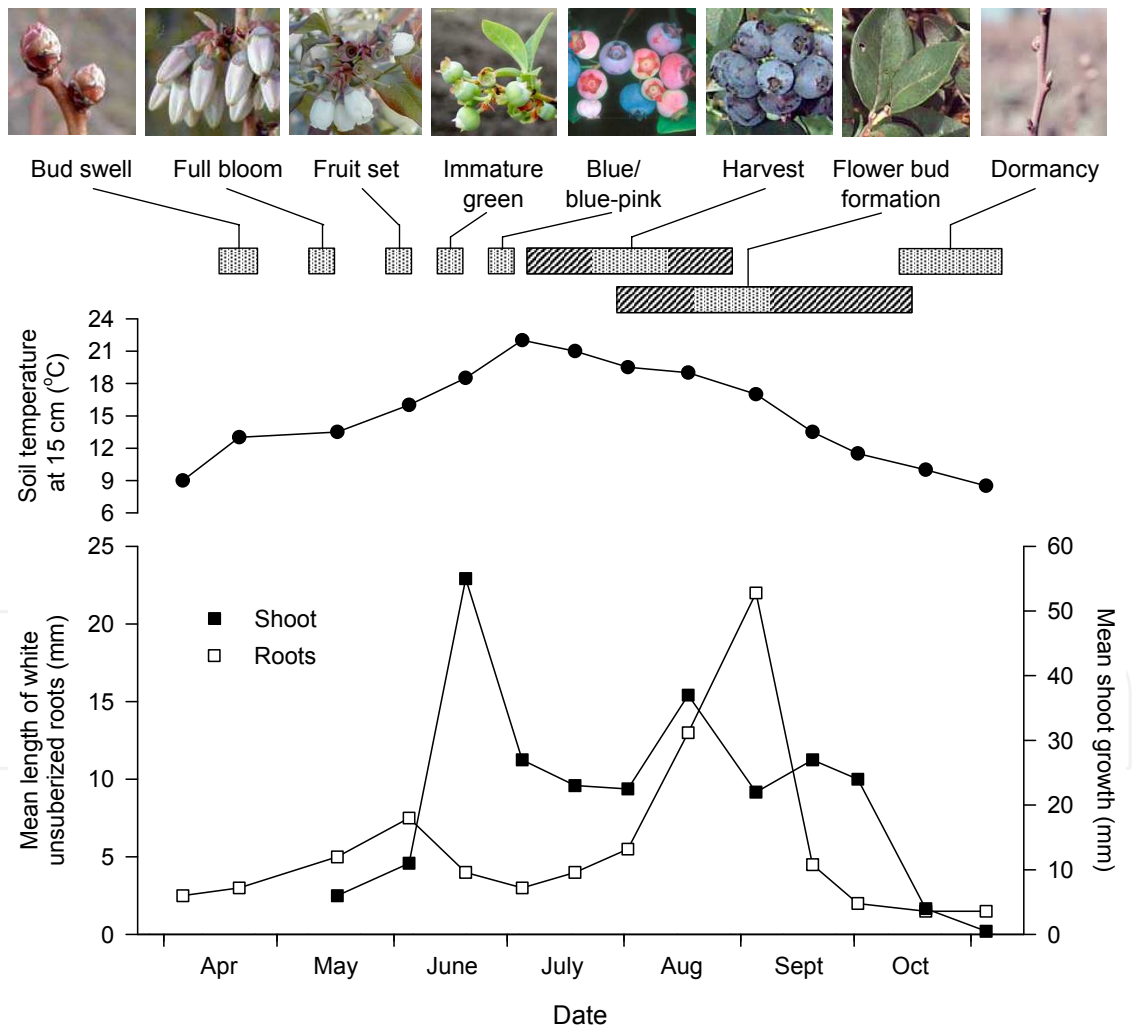 Bud swell
Full bloom
Fruit set
Immature
green
Blue/
blue-pink
Harvest
Flower bud
formation
Dormancy
Soil temperature
at 15 cm (°C)
24
21
18
15
12
9
6
Mean length of white
unsuberized roots (mm)
25
20
15
10
5
0
Shoot
Roots
60
50
40
30
20
10
0
Mean shoot growth (mm)
Apr
May
June
July
Aug
Sept
Oct
Date